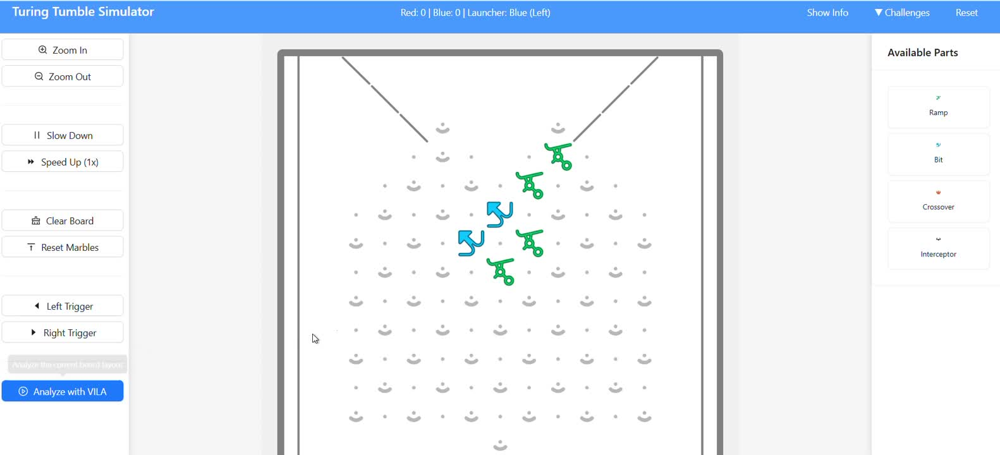 Turing Tumble Simulator
Red: 0 | Blue: 0 | Launcher: Blue (Left)
Show Info
▼ Challenges
Reset
Zoom In
Zoom Out
Slow Down
Speed Up (1x)
Clear Board
Reset Marbles
Left Trigger
Right Trigger
Analyze the current board layout
Analyze with VILA
Available Parts
Ramp
Bit
Crossover
Interceptor